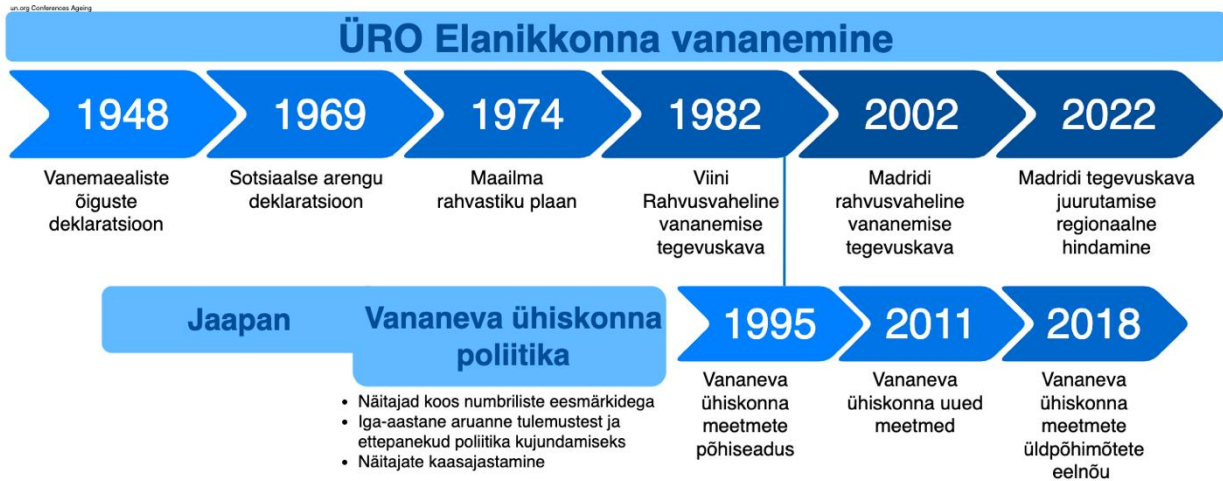 un.org Conferences Ageing
ÜRO Elanikkonna vananemine
1948
Vanemaealiste
õiguste
deklaratsioon
1969
Sotsiaalse arengu
deklaratsioon
1974
Maailma
rahvastiku plaan
1982
Viini
Rahvusvaheline
vananemise
tegevuskava
2002
Madridi
rahvusvaheline
vananemise
tegevuskava
2022
Madridi tegevuskava
juurutamise
regionaalne
hindamine
Jaapan
Vananeva ühiskonna
poliitika
• Näitajad koos numbriliste eesmärkidega
• Iga-aastane aruanne tulemustest ja
ettepanekud poliitika kujundamiseks
• Näitajate kaasajastamine
1995
Vananeva
ühiskonna
meetmete
põhiseadus
2011
Vananeva
ühiskonna uued
meetmed
2018
Vananeva
ühiskonna
meetmete
üldpõhimõtete
eelnõu